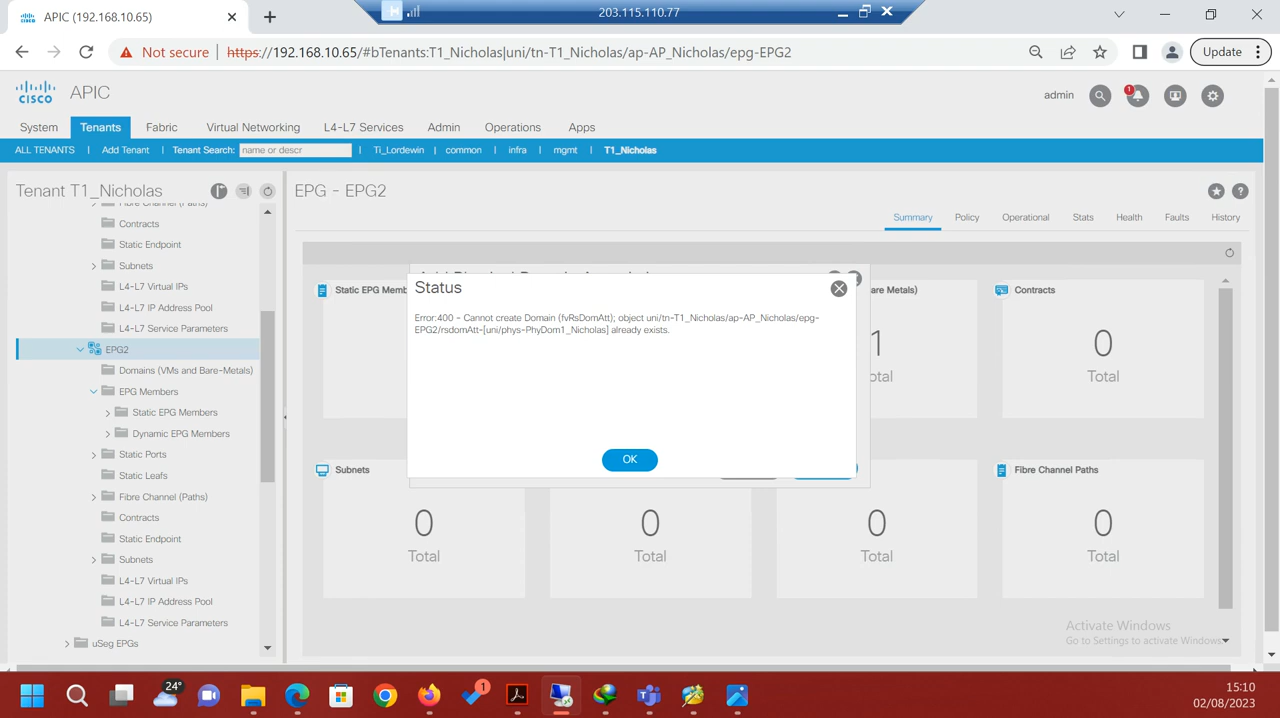 APIC (192.168.10.65)
203.115.110.77
Not secure
https://192.168.10.65/#bTenants:T1_Nicholas|uni/tn-T1_Nicholas/ap-AP_Nicholas/epg-EPG2
Update
CISCO
APIC
admin
1
System
Tenants
Fabric
Virtual Networking
L4-L7 Services
Admin
Operations
Apps
ALL TENANTS | Add Tenant | Tenant Search: name or descr | Ti_Lordewin | common | infra | mgmt | T1_Nicholas
Tenant T1_Nicholas
Fibre Channel (Paths)
Contracts
Static Endpoint
Subnets
L4-L7 Virtual IPs
L4-L7 IP Address Pool
L4-L7 Service Parameters
EPG2
Domains (VMs and Bare-Metals)
EPG Members
Static EPG Members
Dynamic EPG Members
Static Ports
Static Leafs
Fibre Channel (Paths)
Contracts
Static Endpoint
Subnets
L4-L7 Virtual IPs
L4-L7 IP Address Pool
L4-L7 Service Parameters
uSeg EPGs
EPG - EPG2
Summary
Policy
Operational
Stats
Health
Faults
History
Static EPG Memb
are Metals)
Contracts
Status
Error:400 - Cannot create Domain (fvRsDomAtt); object uni/tn-T1_Nicholas/ap-AP_Nicholas/epg-
EPG2/rsdomAtt-[uni/phys-PhyDom1_Nicholas] already exists.
OK
1
otal
0
Total
Subnets
Fibre Channel Paths
0
Total
0
Total
0
Total
0
Total
Activate Windows
Go to Settings to activate Windows.
24°
1
15:10
02/08/2023